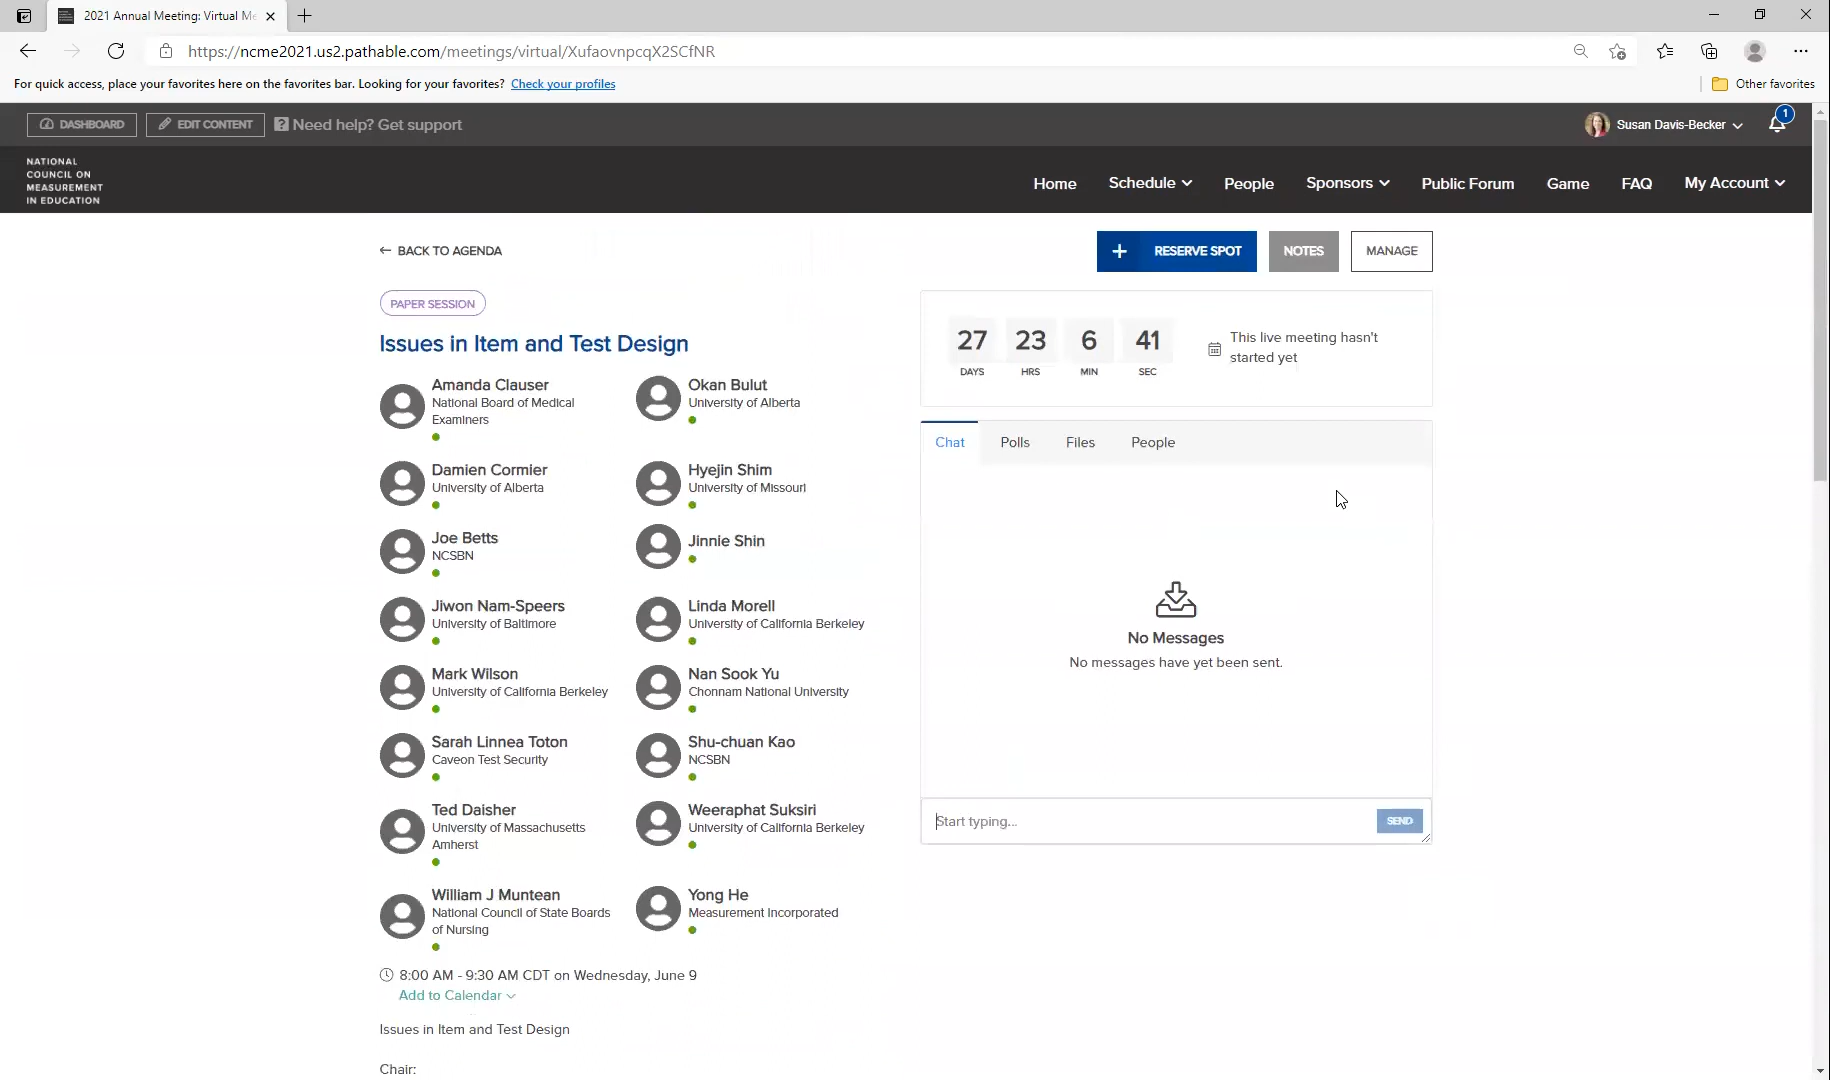 2021 Annual Meeting: Virtual Me
https://ncme2021.us2.pathable.com/meetings/virtual/XufaovnpcqX2SCfNR
For quick access, place your favorites here on the favorites bar. Looking for your favorites? Check your profiles
Other favorites
DASHBOARD
EDIT CONTENT
? Need help? Get support
Susan Davis-Becker
1
NATIONAL
COUNCIL ON
MEASUREMENT
IN EDUCATION
Home
Schedule
People
Sponsors
Public Forum
Game
FAQ
My Account
← BACK TO AGENDA
+ RESERVE SPOT
NOTES
MANAGE
PAPER SESSION
Issues in Item and Test Design
Amanda Clauser
National Board of Medical
Examiners
Okan Bulut
University of Alberta
Damien Cormier
University of Alberta
Hyejin Shim
University of Missouri
Joe Betts
NCSBN
Jinnie Shin
Jiwon Nam-Speers
University of Baltimore
Linda Morell
University of California Berkeley
Mark Wilson
University of California Berkeley
Nan Sook Yu
Chonnam National University
Sarah Linnea Toton
Caveon Test Security
Shu-chuan Kao
NCSBN
Ted Daisher
University of Massachusetts
Amherst
Weeraphat Suksiri
University of California Berkeley
William J Muntean
National Council of State Boards
of Nursing
Yong He
Measurement Incorporated
8:00 AM - 9:30 AM CDT on Wednesday, June 9
Add to Calendar
Issues in Item and Test Design
Chair:
27 23 6 41
DAYS HRS MIN SEC
This live meeting hasn't
started yet
Chat
Polls
Files
People
No Messages
No messages have yet been sent.
Start typing...
SEND